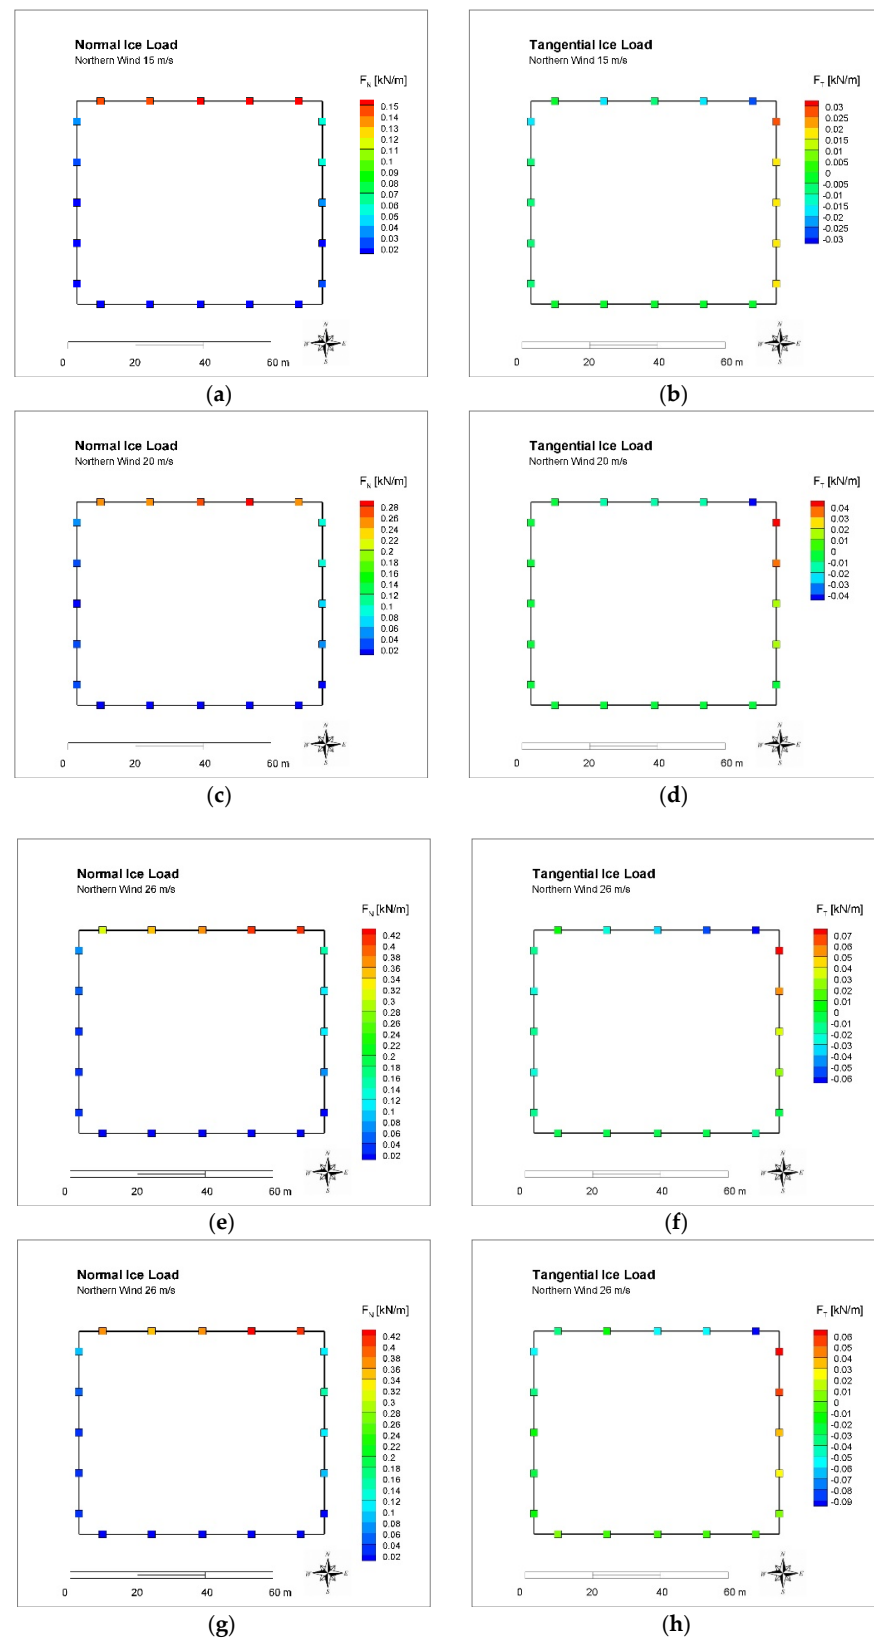 Normal Ice Load
Northern Wind 15 m/s
F_N [kN/m]
0.15
0.14
0.13
0.12
0.11
0.1
0.09
0.08
0.07
0.06
0.05
0.04
0.03
0.02
N
W E
S
0 20 40 60 m
(a)
Tangential Ice Load
Northern Wind 15 m/s
F_T [kN/m]
0.03
0.025
0.02
0.015
0.01
0.005
0
-0.005
-0.01
-0.015
-0.02
-0.025
-0.03
N
W E
S
0 20 40 60 m
(b)
Normal Ice Load
Northern Wind 20 m/s
F_N [kN/m]
0.28
0.26
0.24
0.22
0.2
0.18
0.16
0.14
0.12
0.1
0.08
0.06
0.04
0.02
N
W E
S
0 20 40 60 m
(c)
Tangential Ice Load
Northern Wind 20 m/s
F_T [kN/m]
0.04
0.03
0.02
0.01
0
-0.01
-0.02
-0.03
-0.04
N
W E
S
0 20 40 60 m
(d)
Normal Ice Load
Northern Wind 26 m/s
F_N [kN/m]
0.42
0.4
0.38
0.36
0.34
0.32
0.3
0.28
0.26
0.24
0.22
0.2
0.18
0.16
0.14
0.12
0.1
0.08
0.06
0.04
0.02
N
W E
S
0 20 40 60 m
(e)
Tangential Ice Load
Northern Wind 26 m/s
F_T [kN/m]
0.07
0.06
0.05
0.04
0.03
0.02
0.01
0
-0.01
-0.02
-0.03
-0.04
-0.05
-0.06
N
W E
S
0 20 40 60 m
(f)
Normal Ice Load
Northern Wind 26 m/s
F_N [kN/m]
0.42
0.4
0.38
0.36
0.34
0.32
0.3
0.28
0.26
0.24
0.22
0.2
0.18
0.16
0.14
0.12
0.1
0.08
0.06
0.04
0.02
N
W E
S
0 20 40 60 m
(g)
Tangential Ice Load
Northern Wind 26 m/s
F_T [kN/m]
0.06
0.05
0.04
0.03
0.02
0.01
0
-0.01
-0.02
-0.03
-0.04
-0.05
-0.06
-0.07
-0.08
-0.09
N
W E
S
0 20 40 60 m
(h)